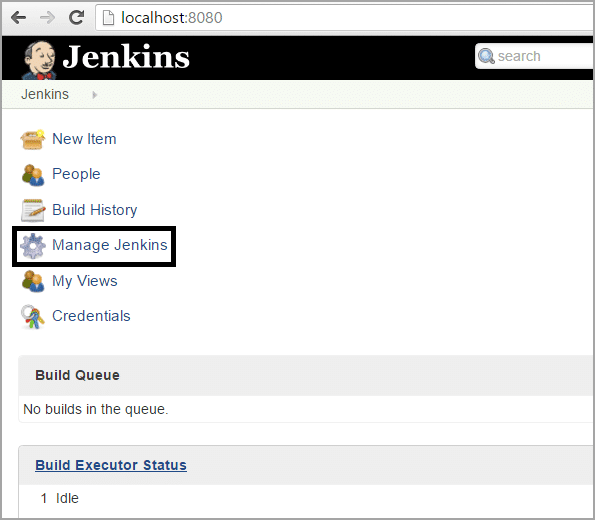 localhost:8080
Jenkins
search
Jenkins
New Item
People
Build History
Manage Jenkins
My Views
Credentials
Build Queue
No builds in the queue.
Build Executor Status
1 Idle